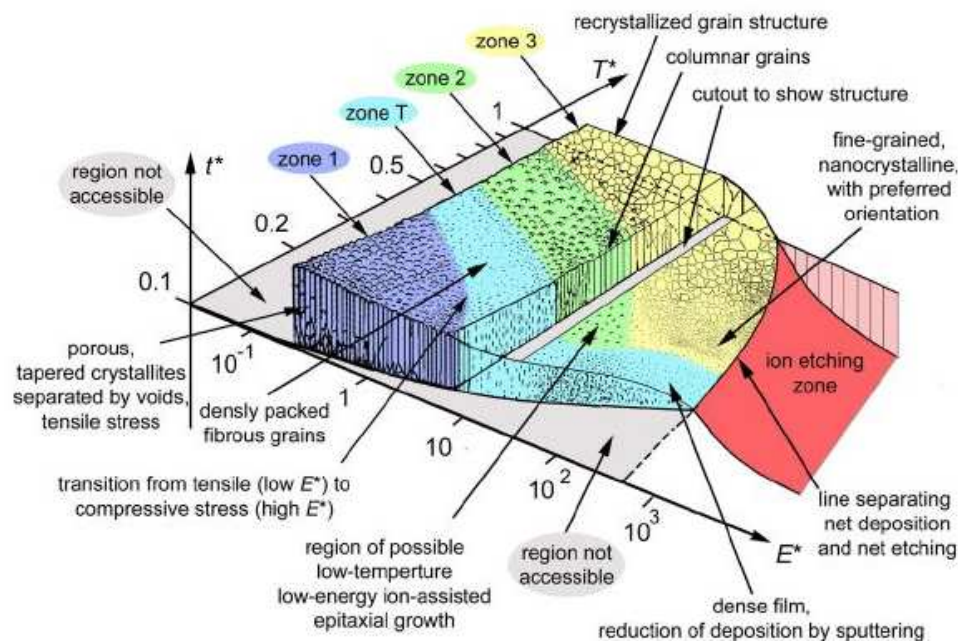 recrystallized grain structure
zone 3
T*
columnar grains
zone 2
cutout to show structure
zone T
1
fine-grained,
nanocrystalline,
with preferred
orientation
zone 1
0.5
t*
region not
accessible
0.2
0.1
porous,
tapered crystallites
separated by voids,
tensile stress
10-1
1
densly packed
fibrous grains
10
ion etching
zone
transition from tensile (low E*) to
compressive stress (high E*)
102
103
line separating
net deposition
and net etching
E*
region of possible
low-temperture
low-energy ion-assisted
epitaxial growth
region not
accessible
dense film,
reduction of deposition by sputtering